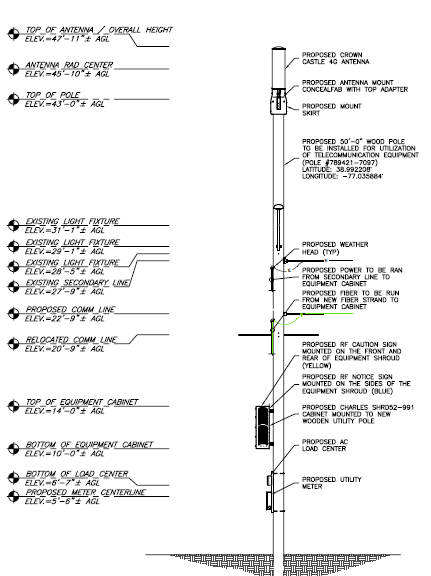 TOP OF ANTENNA / OVERALL HEIGHT
ELEV.=47'-11"± AGL
ANTENNA RAD CENTER
ELEV.=45'-10"± AGL
TOP OF POLE
ELEV.=43'-0"± AGL
EXISTING LIGHT FIXTURE
ELEV.=31'-1"± AGL
EXISTING LIGHT FIXTURE
ELEV.=29'-1"± AGL
EXISTING LIGHT FIXTURE
ELEV.=28'-5"± AGL
EXISTING SECONDARY LINE
ELEV.=27'-9"± AGL
PROPOSED COMM LINE
ELEV.=22'-9"± AGL
RELOCATED COMM LINE
ELEV.=20'-9"± AGL
TOP OF EQUIPMENT CABINET
ELEV.=14'-0"± AGL
BOTTOM OF EQUIPMENT CABINET
ELEV.=10'-0"± AGL
BOTTOM OF LOAD CENTER
ELEV.=6'-7"± AGL
PROPOSED METER CENTERLINE
ELEV.=5'-6"± AGL
PROPOSED CROWN
CASTLE 4G ANTENNA
PROPOSED ANTENNA MOUNT
CONCEALFAB WITH TOP ADAPTER
PROPOSED MOUNT
SKIRT
PROPOSED 50'-0" WOOD POLE
TO BE INSTALLED FOR UTILIZATION
OF TELECOMMUNICATION EQUIPMENT
(POLE #789421-7097)
LATITUDE: 38.992208'
LONGITUDE: -77.035884'
PROPOSED WEATHER
HEAD (TYP)
PROPOSED POWER TO BE RAN
FROM SECONDARY LINE TO
EQUIPMENT CABINET
PROPOSED FIBER TO BE RUN
FROM NEW FIBER STRAND TO
EQUIPMENT CABINET
PROPOSED RF CAUTION SIGN
MOUNTED ON THE FRONT AND
REAR OF EQUIPMENT SHROUD
(YELLOW)
PROPOSED RF NOTICE SIGN
MOUNTED ON THE SIDES OF THE
EQUIPMENT SHROUD (BLUE)
PROPOSED CHARLES SHRD52-991
CABINET MOUNTED TO NEW
WOODEN UTILITY POLE
PROPOSED AC
LOAD CENTER
PROPOSED UTILITY
METER